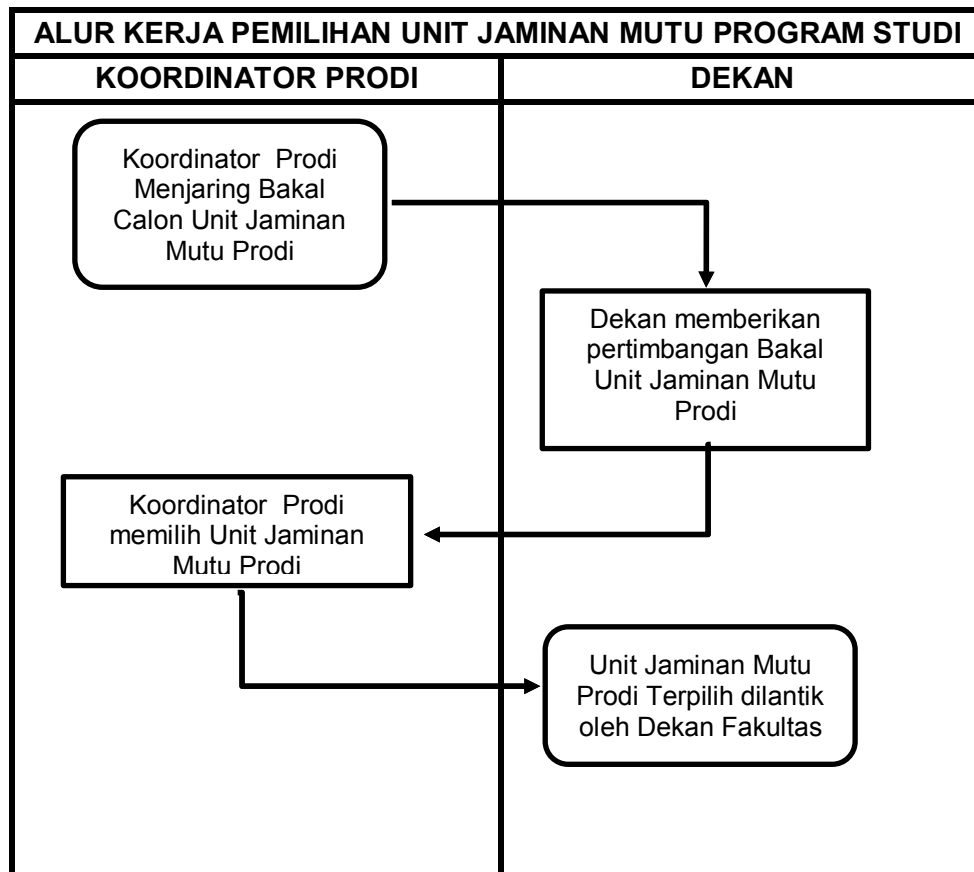 ALUR KERJA PEMILIHAN UNIT JAMINAN MUTU PROGRAM STUDI
KOORDINATOR PRODI
DEKAN
Koordinator Prodi
Menjaring Bakal
Calon Unit Jaminan
Mutu Prodi
Dekan memberikan
pertimbangan Bakal
Unit Jaminan Mutu
Prodi
Koordinator Prodi
memilih Unit Jaminan
Mutu Prodi
Unit Jaminan Mutu
Prodi Terpilih dilantik
oleh Dekan Fakultas